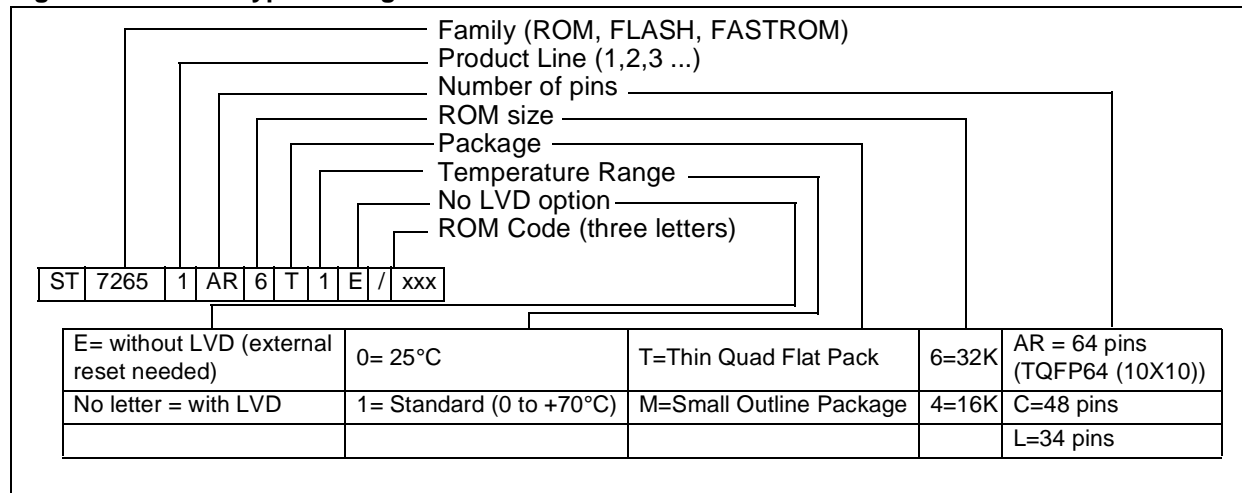 Family (ROM, FLASH, FASTROM)
Product Line (1,2,3 ...)
Number of pins
ROM size
Package
Temperature Range
No LVD option
ROM Code (three letters)
ST 7265 1 AR 6 T 1 E / xxx
E= without LVD (external reset needed) 0= 25°C T=Thin Quad Flat Pack 6=32K AR = 64 pins (TQFP64 (10X10))
No letter = with LVD 1= Standard (0 to +70°C) M=Small Outline Package 4=16K C=48 pins
L=34 pins